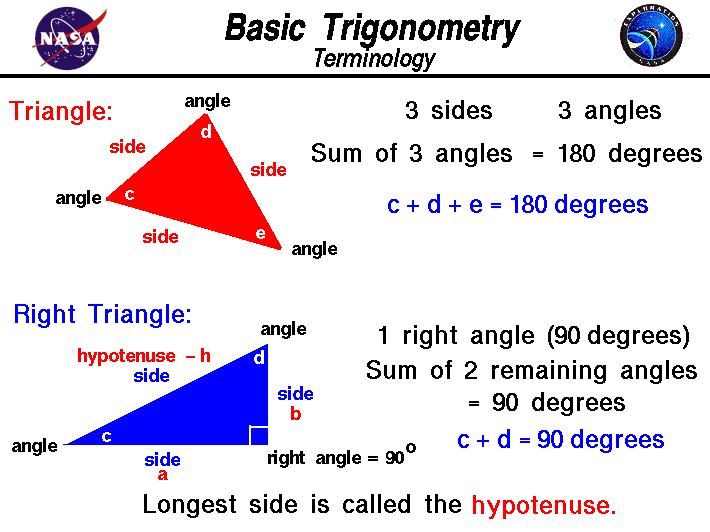 NASA
Basic Trigonometry
Terminology
EXPLORATION
NASA
Triangle:
angle
d
side
side
angle
c
side
e
angle
3 sides 3 angles
Sum of 3 angles = 180 degrees
c + d + e = 180 degrees
Right Triangle:
angle
hypotenuse – h
side
d
side
b
angle
c
side
a
right angle = 90°
1 right angle (90 degrees)
Sum of 2 remaining angles
= 90 degrees
c + d = 90 degrees
Longest side is called the hypotenuse.